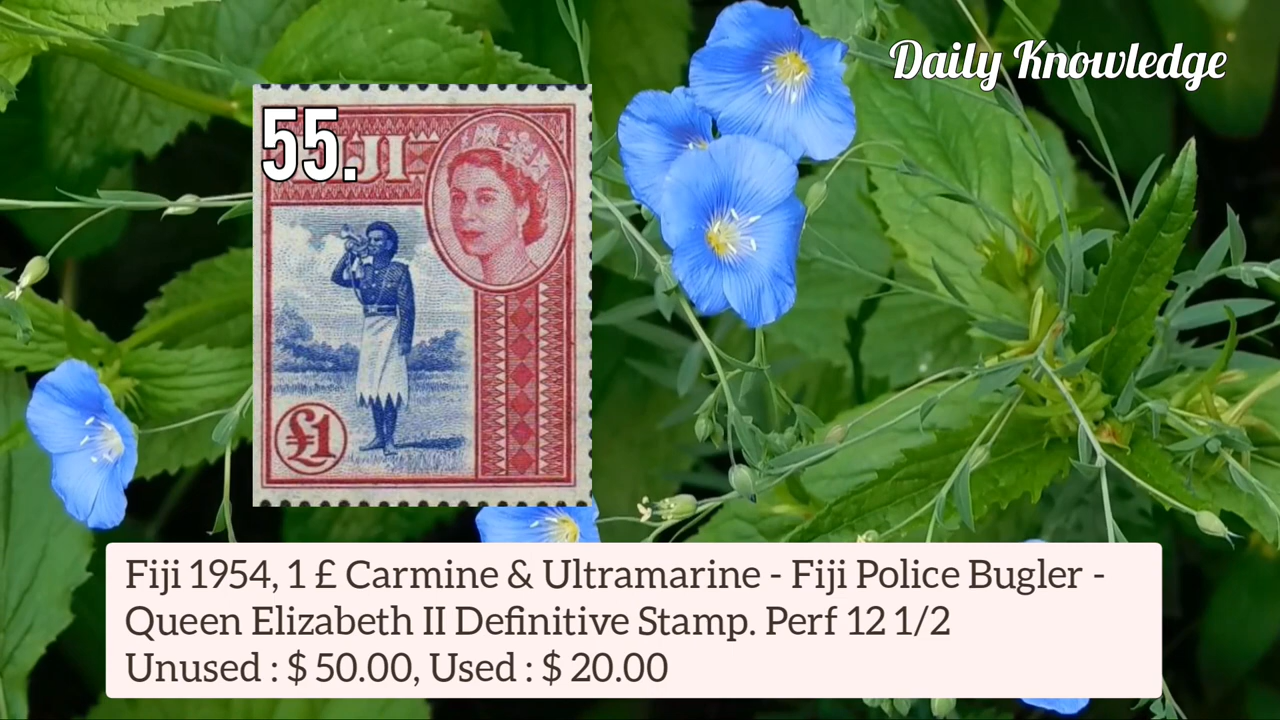 Daily Knowledge
55.
JI
£1
Fiji 1954, 1 £ Carmine & Ultramarine - Fiji Police Bugler -
Queen Elizabeth II Definitive Stamp. Perf 12 1/2
Unused : $ 50.00, Used : $ 20.00